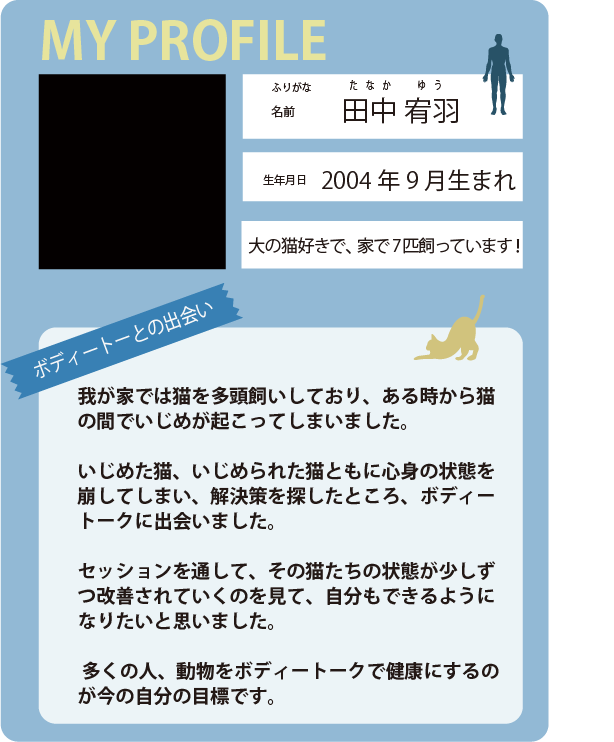 MY PROFILE
ふりがな たなか ゆう
名前 田中 宥羽
生年月日 2004 年 9 月生まれ
大の猫好きで、家で 7 匹飼っています！
ボディートーとの出会い
我が家では猫を多頭飼いしており、ある時から猫
の間でいじめが起こってしまいました。
いじめた猫、いじめられた猫ともに心身の状態を
崩してしまい、解決策を探したところ、ボディー
トークに出会いました。
セッションを通して、その猫たちの状態が少しず
つ改善されていくのを見て、自分もできるように
なりたいと思いました。
多くの人、動物をボディートークで健康にするの
が今の自分の目標です。